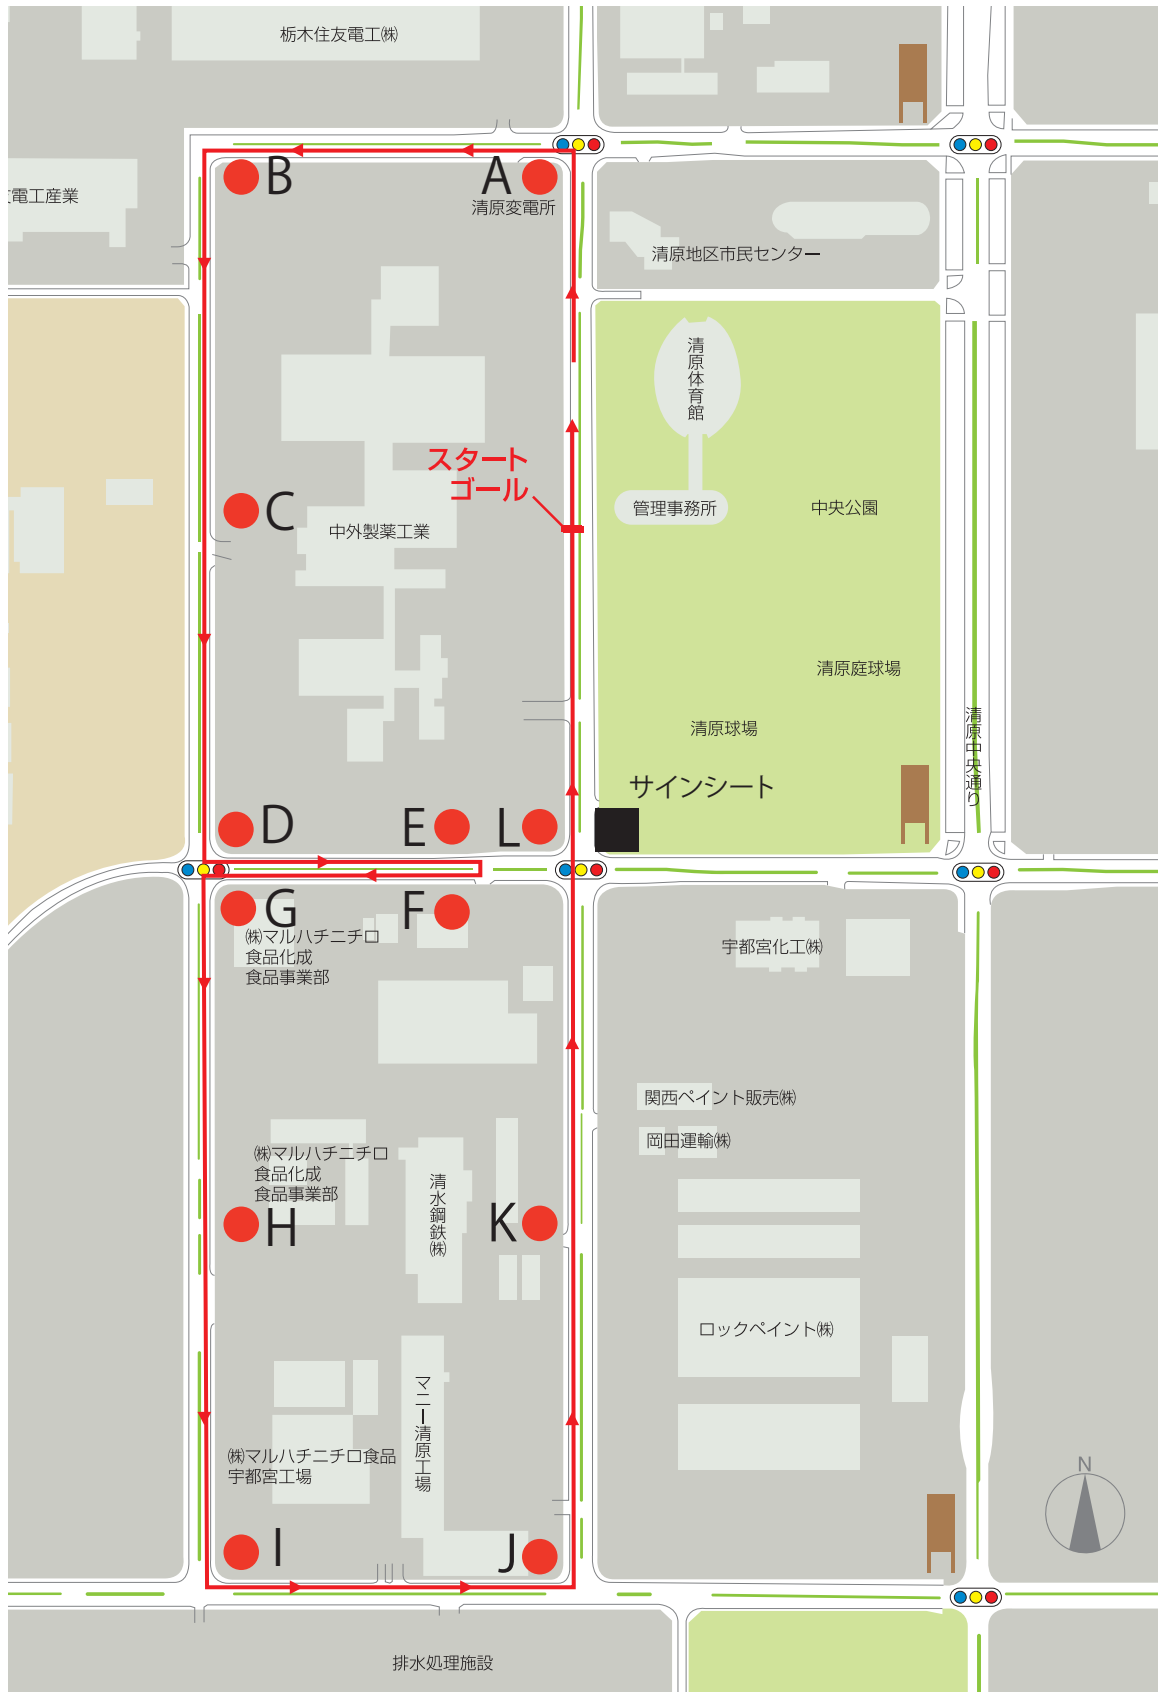 栃木住友電工㈱
B
A
清原変電所
電工産業
清原地区市民センター
清原体育館
スタート
ゴール
C
中外製薬工業
管理事務所
中央公園
清原庭球場
清原球場
清原中央通り
サインシート
D
E
L
G
F
㈱マルハチニチロ
食品化成
食品事業部
宇都宮化工㈱
関西ペイント販売㈱
岡田運輸㈱
㈱マルハチニチロ
食品化成
食品事業部
清水鋼鉄㈱
H
K
ロックペイント㈱
マニー清原工場
㈱マルハチニチロ食品
宇都宮工場
N
I
J
排水処理施設